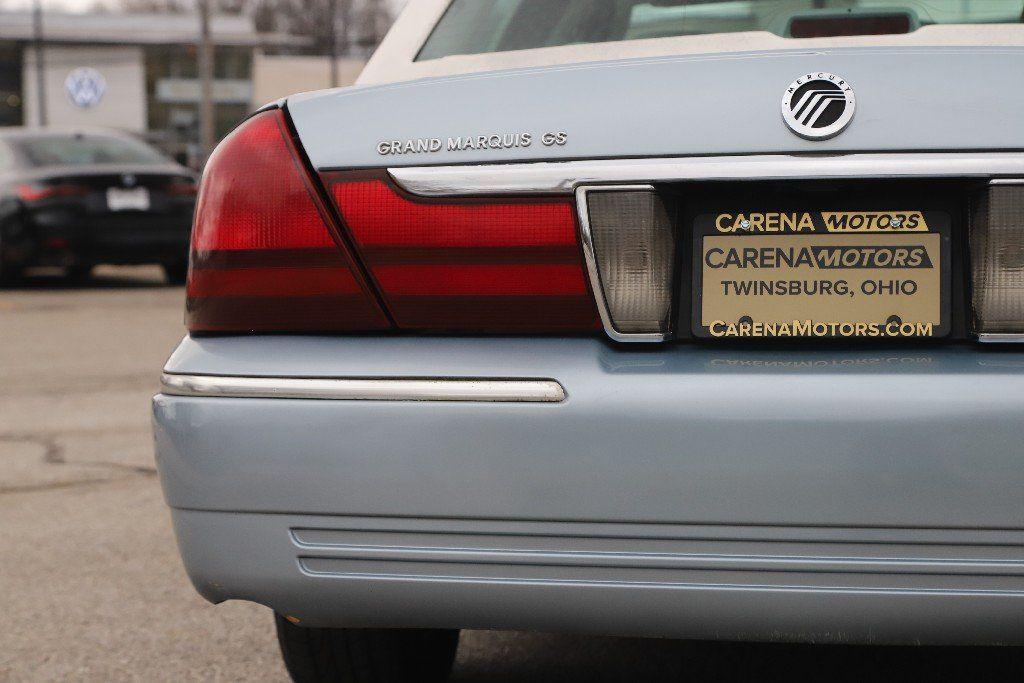 MERCURY
GRAND MARQUIS GS
CARENA MOTORS
CARENA MOTORS
TWINSBURG, OHIO
CARENAMOTORS.COM